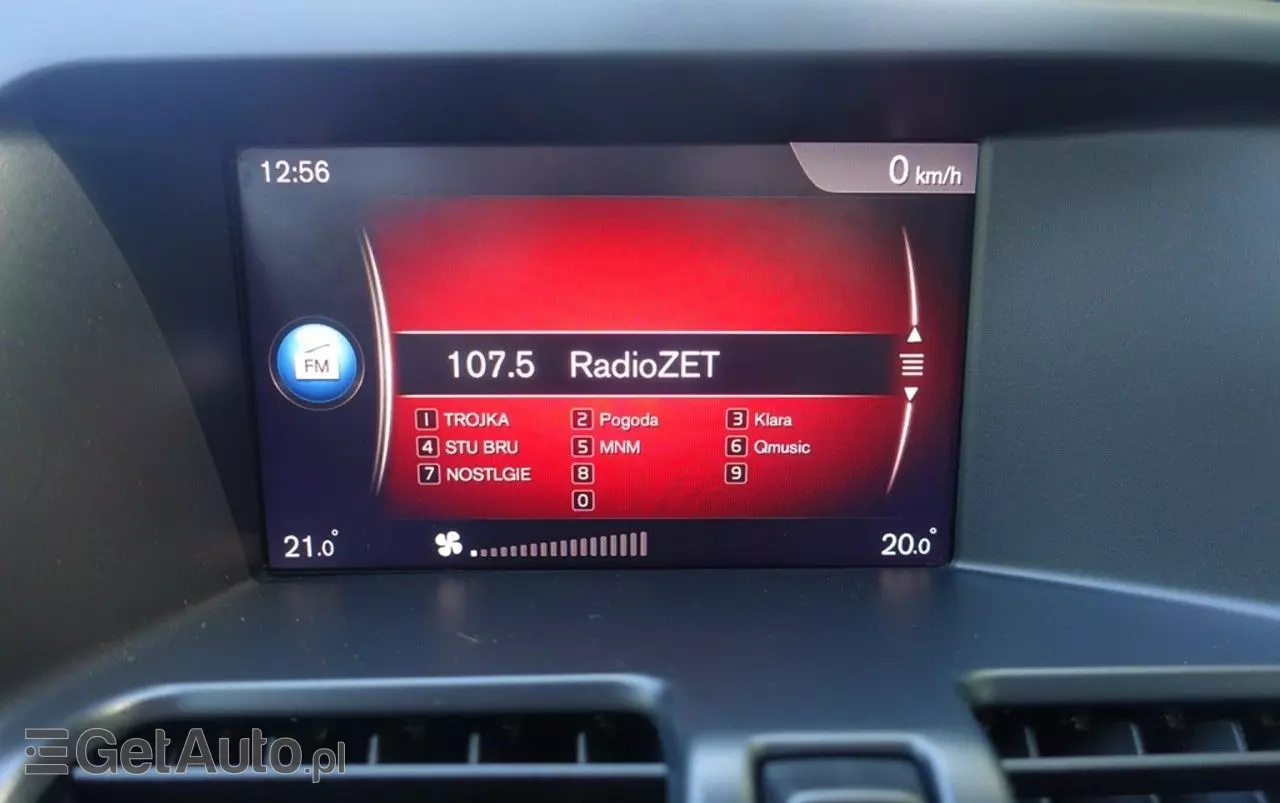 12:56 0 km/h
FM
107.5 RadioZET
1 TROJKA 2 Pogoda 3 Klara
4 STU BRU 5 MNM 6 Qmusic
7 NOSTLGIE 8 9
0
21.0° 20.0°
GetAuto.pl